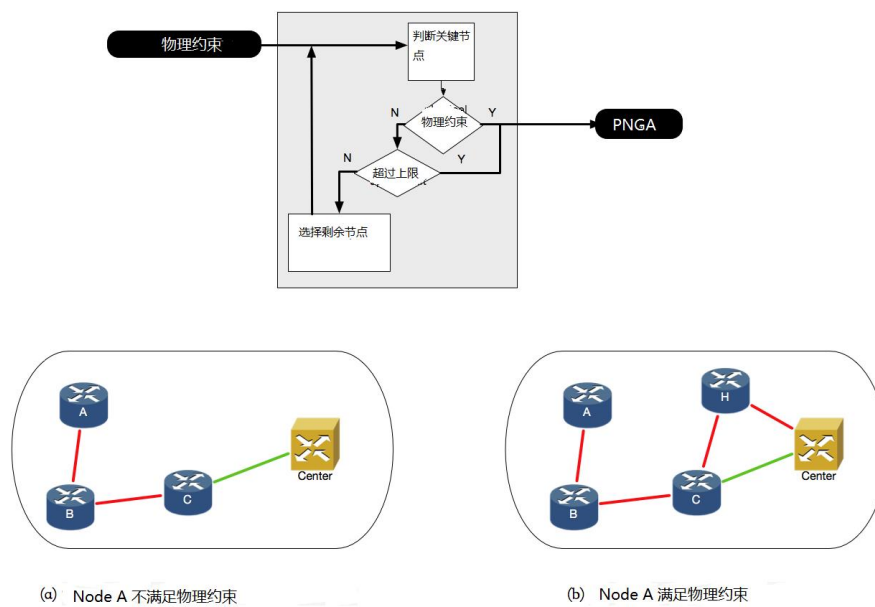 物理约束
判断关键节
点
N
物理约束
Y
PNGA
N
超过上限
Y
选择剩余节点
A
B
C
Center
A
H
B
C
Center
(a) Node A 不满足物理约束
(b) Node A 满足物理约束